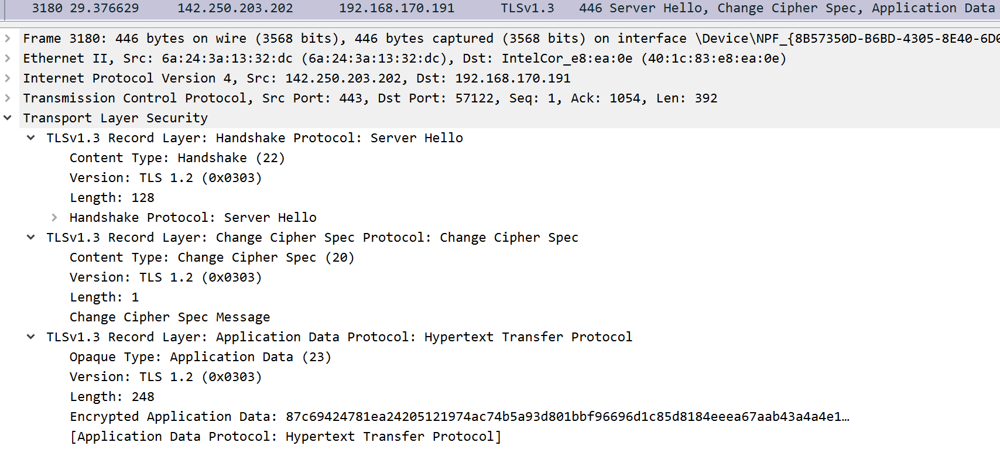 3180 29.376629 142.250.203.202 192.168.170.191 TLSv1.3 446 Server Hello, Change Cipher Spec, Application Data
Frame 3180: 446 bytes on wire (3568 bits), 446 bytes captured (3568 bits) on interface \Device\NPF_{8B57350D-B6BD-4305-8E40-6D0
Ethernet II, Src: 6a:24:3a:13:32:dc (6a:24:3a:13:32:dc), Dst: IntelCor_e8:ea:0e (40:1c:83:e8:ea:0e)
Internet Protocol Version 4, Src: 142.250.203.202, Dst: 192.168.170.191
Transmission Control Protocol, Src Port: 443, Dst Port: 57122, Seq: 1, Ack: 1054, Len: 392
Transport Layer Security
TLSv1.3 Record Layer: Handshake Protocol: Server Hello
Content Type: Handshake (22)
Version: TLS 1.2 (0x0303)
Length: 128
Handshake Protocol: Server Hello
TLSv1.3 Record Layer: Change Cipher Spec Protocol: Change Cipher Spec
Content Type: Change Cipher Spec (20)
Version: TLS 1.2 (0x0303)
Length: 1
Change Cipher Spec Message
TLSv1.3 Record Layer: Application Data Protocol: Hypertext Transfer Protocol
Opaque Type: Application Data (23)
Version: TLS 1.2 (0x0303)
Length: 248
Encrypted Application Data: 87c69424781ea24205121974ac74b5a93d801bbf96696d1c85d8184eeea67aab43a4a4e1…
[Application Data Protocol: Hypertext Transfer Protocol]